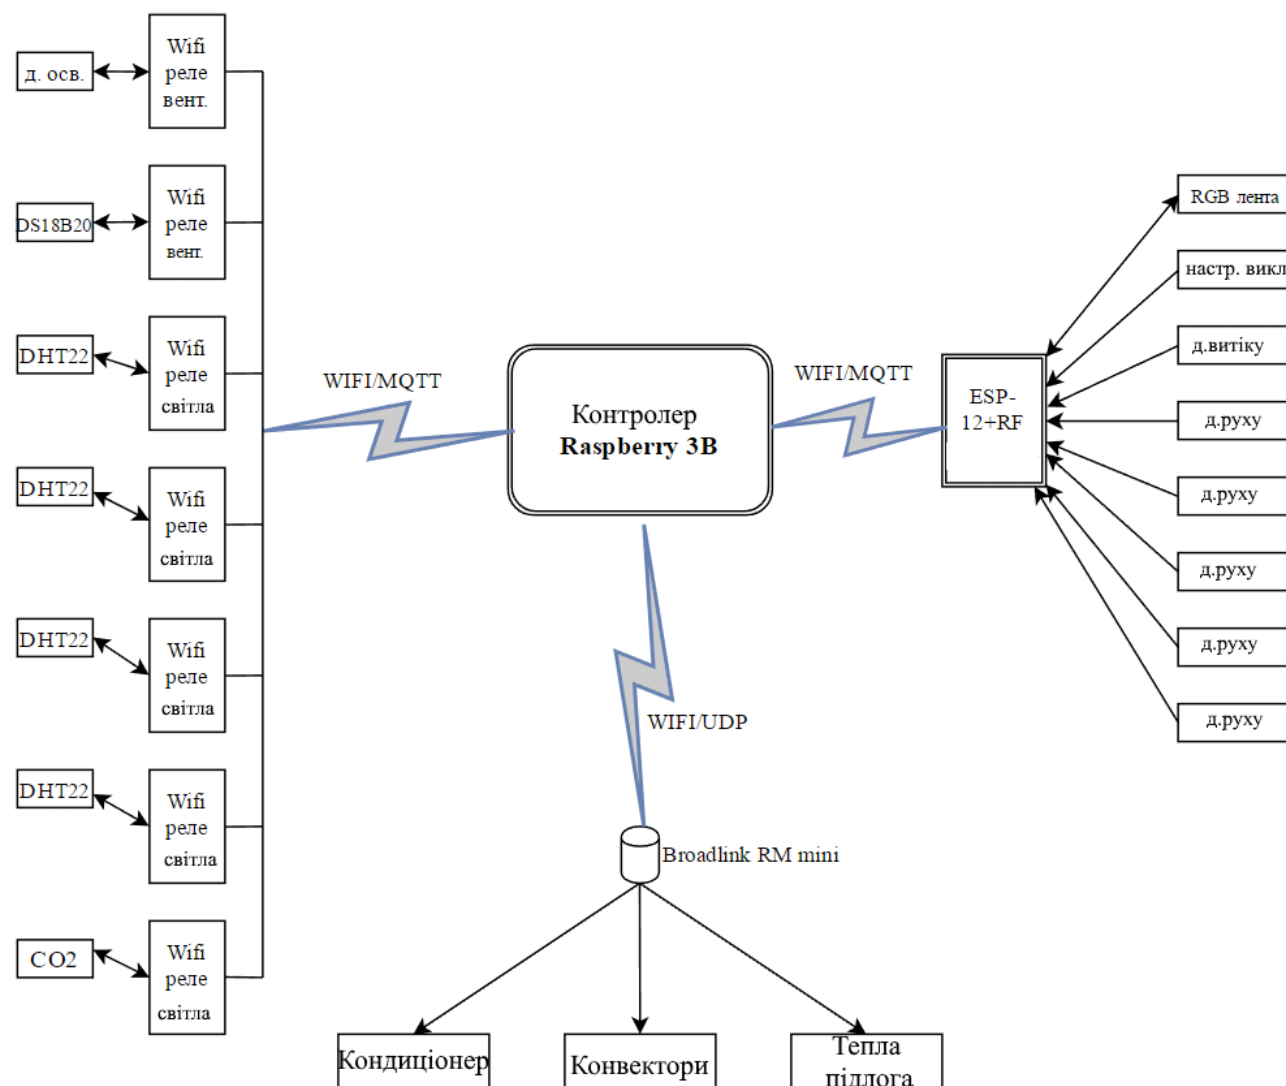 д. осв.
Wifi
реле
вент.
DS18B20
Wifi
реле
вент.
DHT22
Wifi
реле
світла
DHT22
Wifi
реле
світла
DHT22
Wifi
реле
світла
DHT22
Wifi
реле
світла
CO2
Wifi
реле
світла
WIFI/MQTT
Контролер
Raspberry 3B
WIFI/MQTT
ESP-
12+RF
RGB лента
настр. викл
д.витіку
д.руху
д.руху
д.руху
д.руху
д.руху
WIFI/UDP
Broadlink RM mini
Кондиціонер
Конвектори
Тепла
підлога